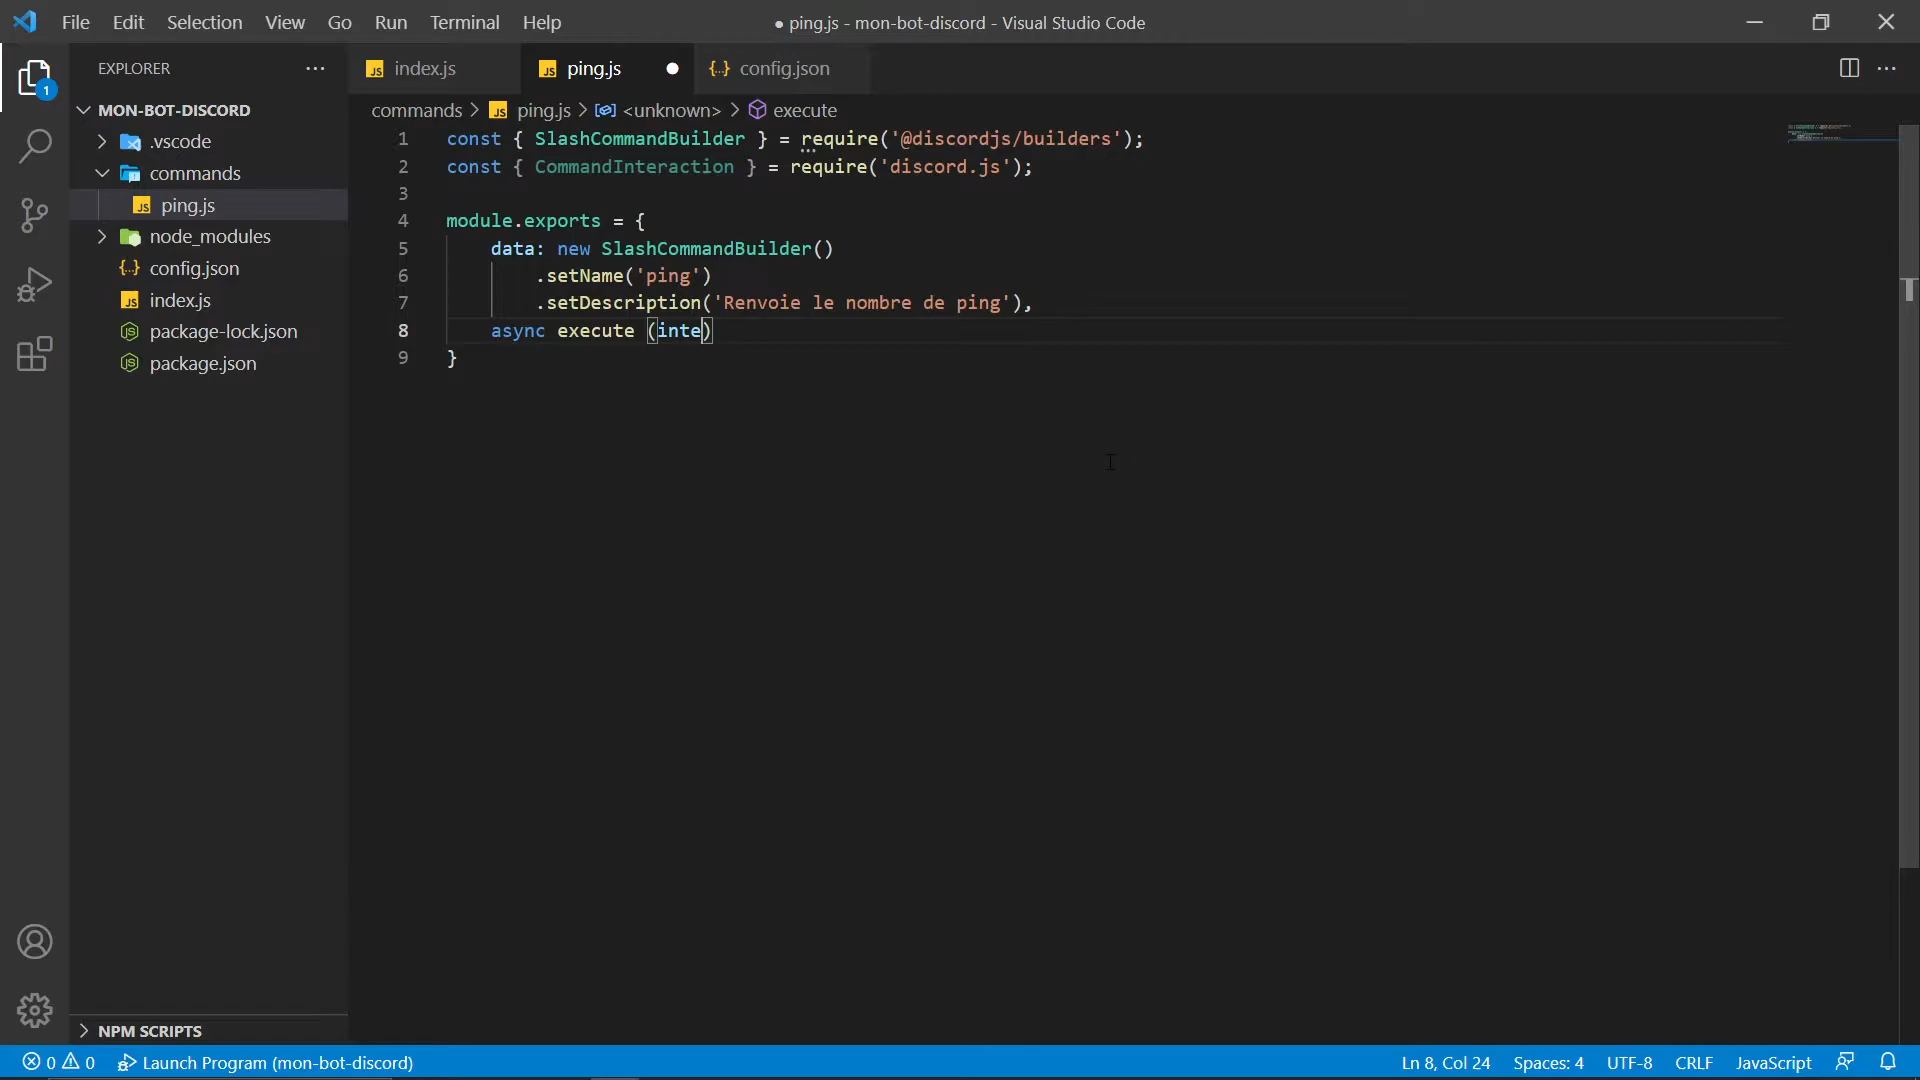 File Edit Selection View Go Run Terminal Help
● ping.js - mon-bot-discord - Visual Studio Code
EXPLORER
1
MON-BOT-DISCORD
.vscode
commands
ping.js
node_modules
config.json
index.js
package-lock.json
package.json
NPM SCRIPTS
index.js
ping.js
config.json
commands > ping.js > <unknown> > execute
1 const { SlashCommandBuilder } = require('@discordjs/builders');
2 const { CommandInteraction } = require('discord.js');
3
4 module.exports = {
5 data: new SlashCommandBuilder()
6 .setName('ping')
7 .setDescription('Renvoie le nombre de ping'),
8 async execute (inte)
9 }
0 0 Launch Program (mon-bot-discord)
Ln 8, Col 24 Spaces: 4 UTF-8 CRLF JavaScript